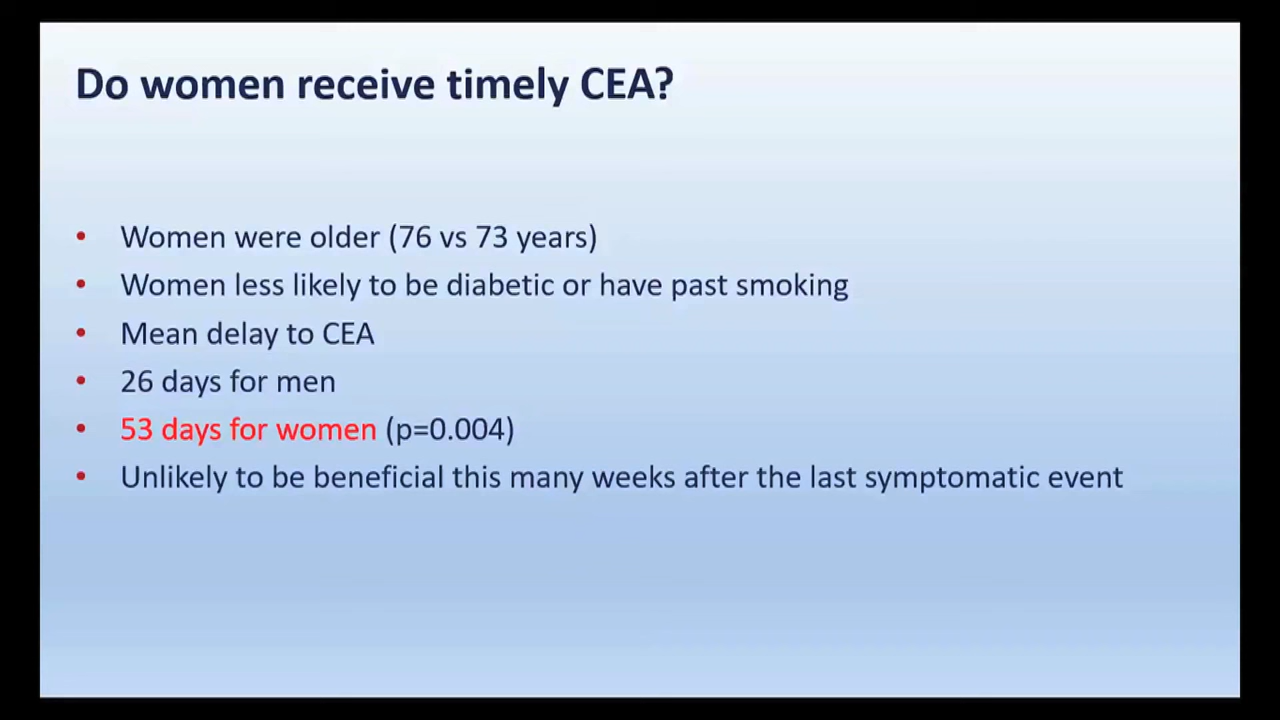 Do women receive timely CEA?
• Women were older (76 vs 73 years)
• Women less likely to be diabetic or have past smoking
• Mean delay to CEA
• 26 days for men
• 53 days for women (p=0.004)
• Unlikely to be beneficial this many weeks after the last symptomatic event